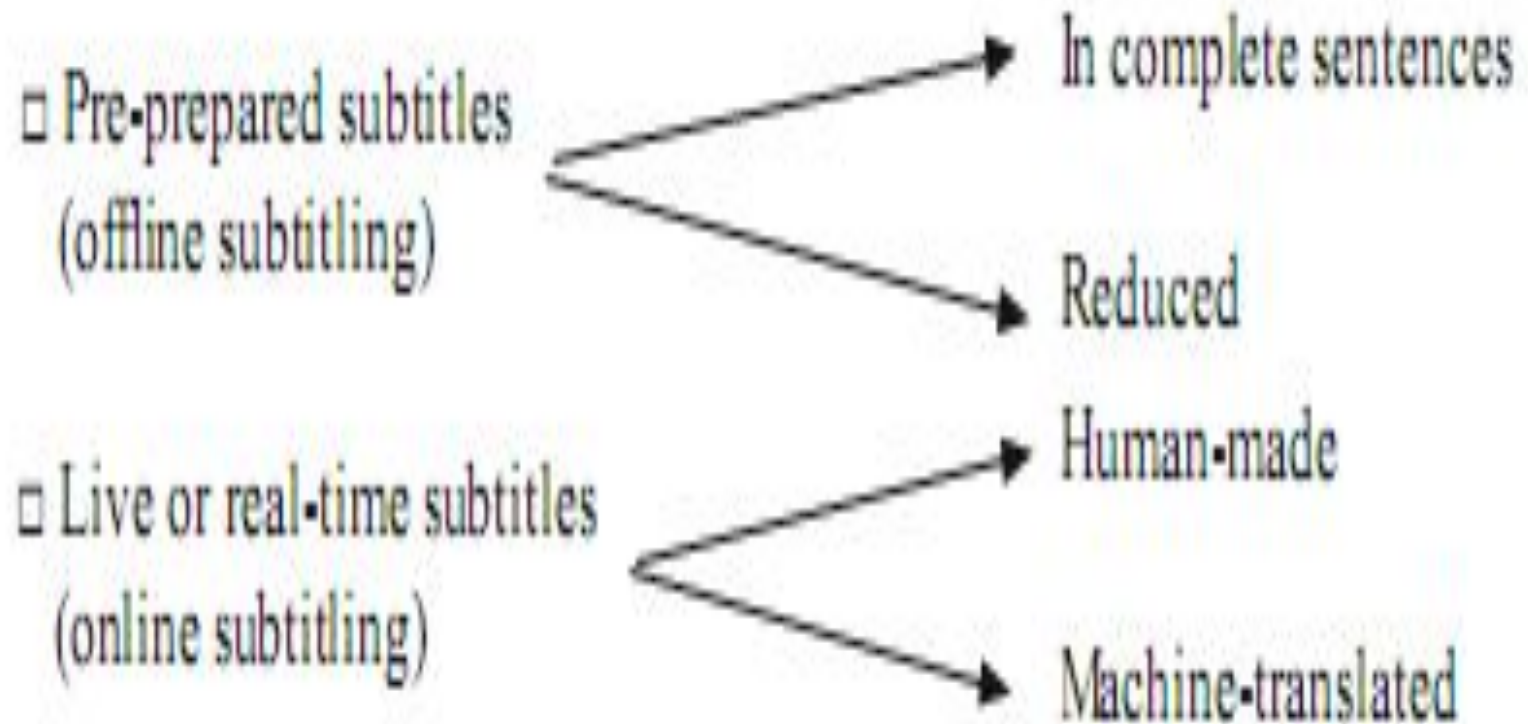 □ Pre-prepared subtitles
(offline subtitling)
In complete sentences
Reduced
□ Live or real-time subtitles
(online subtitling)
Human-made
Machine-translated